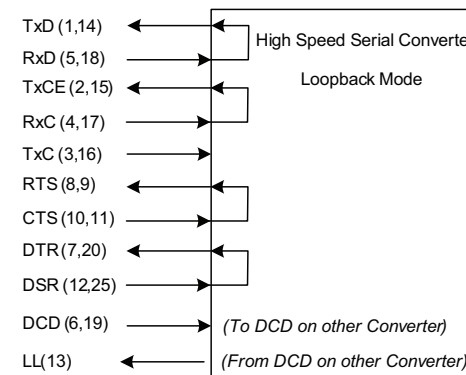 TxD (1,14)
High Speed Serial Converte
RxD (5,18)
Loopback Mode
TxCE (2,15)
RxC (4,17)
TxC (3,16)
RTS (8,9)
CTS (10,11)
DTR (7,20)
DSR (12,25)
DCD (6,19) (To DCD on other Converter)
LL(13) (From DCD on other Converter)